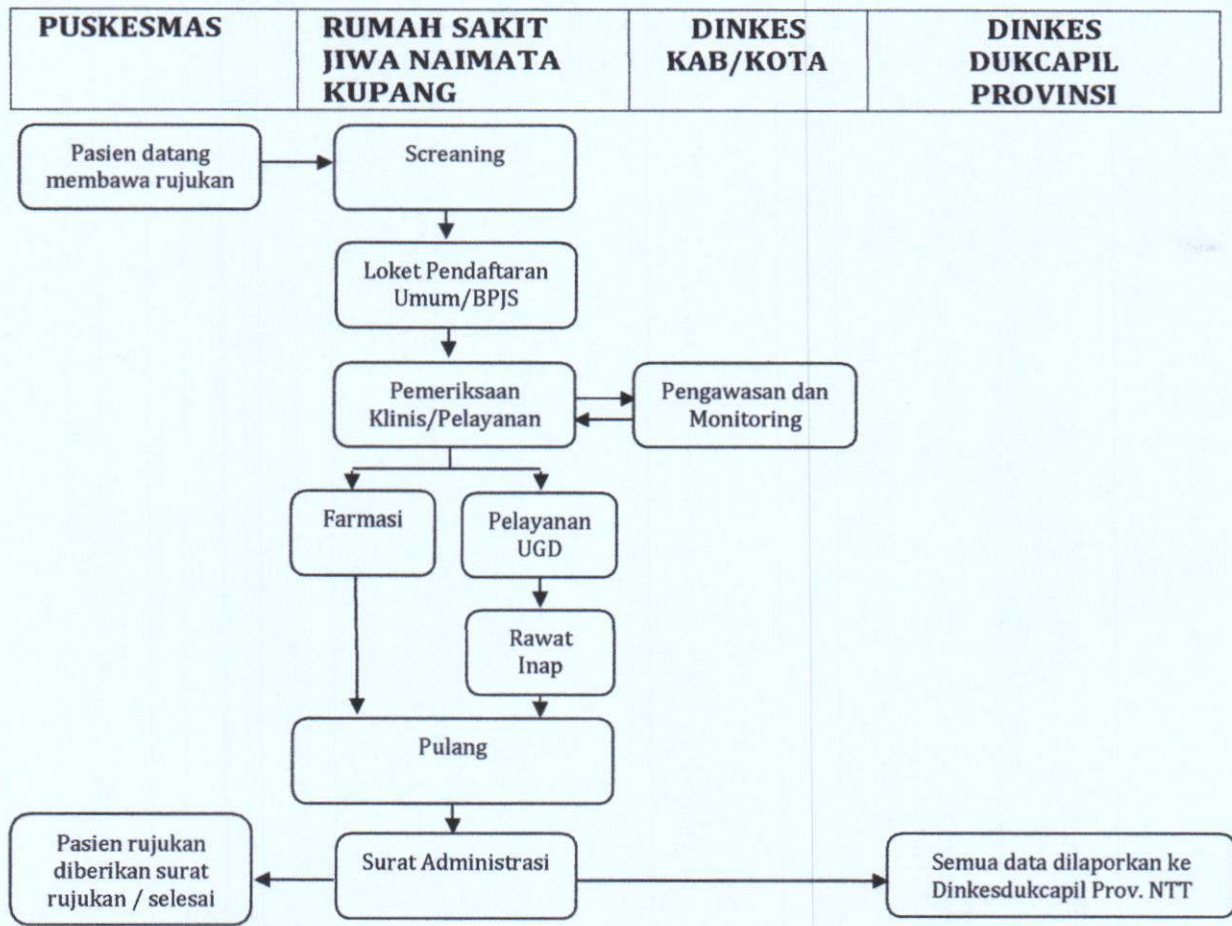 PUSKESMAS
RUMAH SAKIT
JIWA NAIMATA
KUPANG
DINKES
KAB/KOTA
DINKES
DUKCAPIL
PROVINSI
Pasien datang
membawa rujukan
Screaning
Loket Pendaftaran
Umum/BPJS
Pemeriksaan
Klinis/Pelayanan
Pengawasan dan
Monitoring
Farmasi
Pelayanan
UGD
Rawat
Inap
Pulang
Pasien rujukan
diberikan surat
rujukan / selesai
Surat Administrasi
Semua data dilaporkan ke
Dinkesdukcapil Prov. NTT